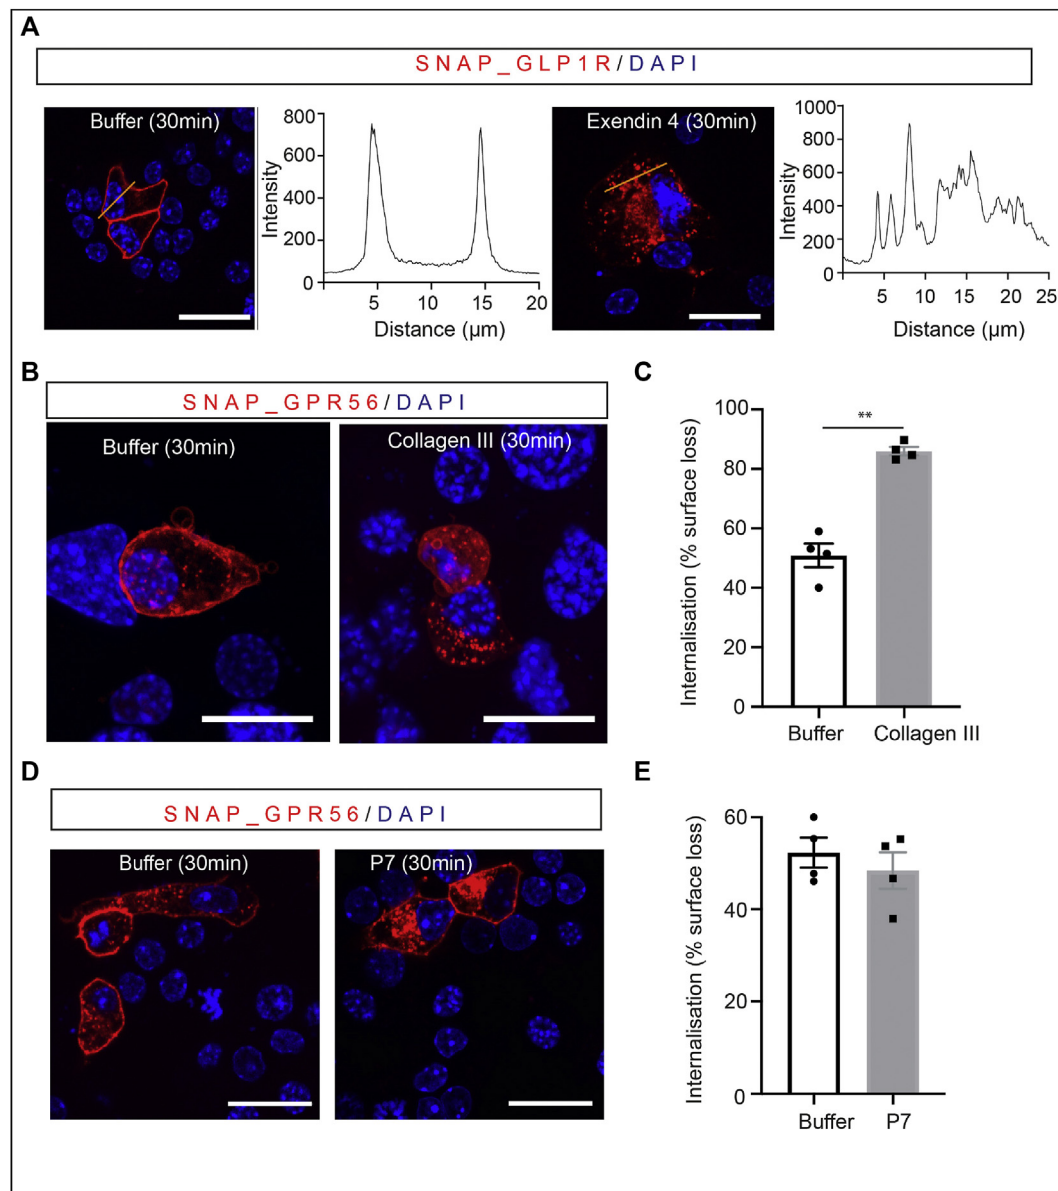 A
SNAP_GLP1R/DAPI
Buffer (30min)
800
600
400
200
0
Intensity
5
10
15
20
Distance (µm)
Exendin 4 (30min)
1000
800
600
400
200
0
Intensity
5
10
15
20
25
Distance (µm)
B
SNAP_GPR56/DAPI
Buffer (30min)
Collagen III (30min)
C
100
80
60
40
20
0
Internalisation (% surface loss)
**
Buffer
Collagen III
D
SNAP_GPR56/DAPI
Buffer (30min)
P7 (30min)
E
60
40
20
0
Internalisation (% surface loss)
Buffer
P7